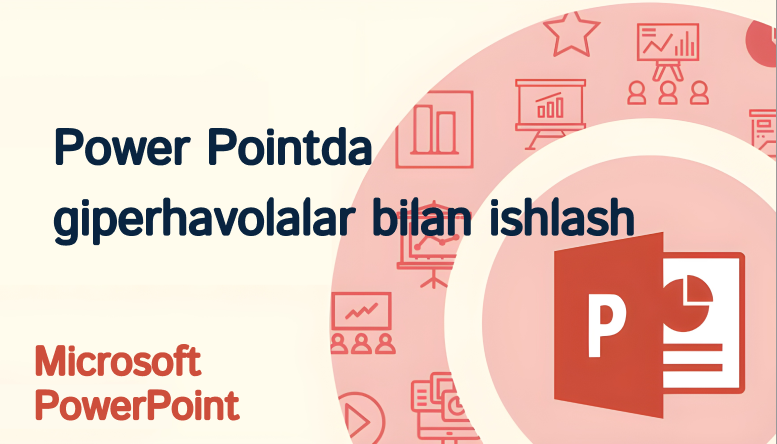 Power Pointda
giperhavolalar bilan ishlash
P
Microsoft
PowerPoint